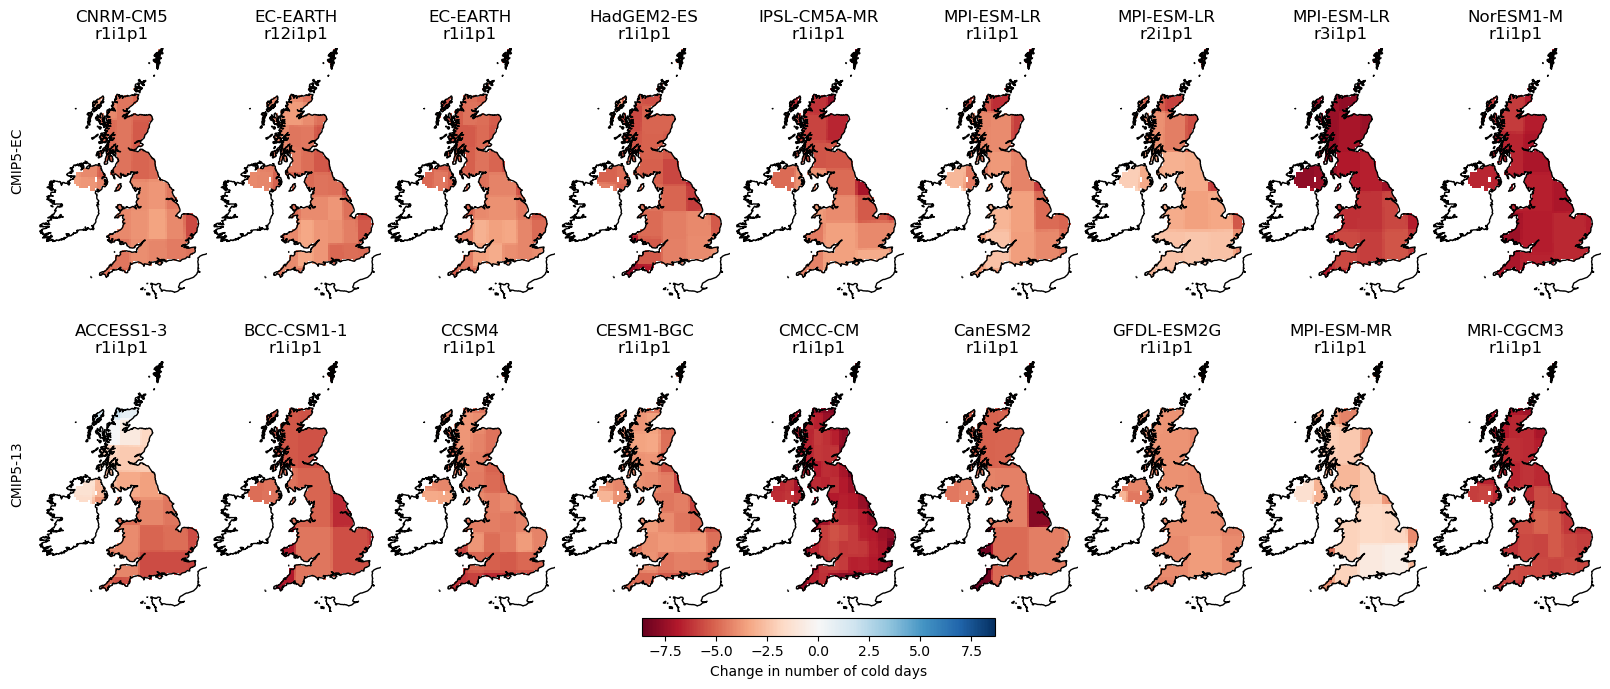 CNRM-CM5 EC-EARTH EC-EARTH HadGEM2-ES IPSL-CM5A-MR MPI-ESM-LR MPI-ESM-LR MPI-ESM-LR NorESM1-M
r1i1p1 r12i1p1 r1i1p1 r1i1p1 r1i1p1 r1i1p1 r2i1p1 r3i1p1 r1i1p1
CMIP5-EC
ACCESS1-3 BCC-CSM1-1 CCSM4 CESM1-BGC CMCC-CM CanESM2 GFDL-ESM2G MPI-ESM-MR MRI-CGCM3
r1i1p1 r1i1p1 r1i1p1 r1i1p1 r1i1p1 r1i1p1 r1i1p1 r1i1p1 r1i1p1
CMIP5-13
−7.5 −5.0 −2.5 0.0 2.5 5.0 7.5
Change in number of cold days